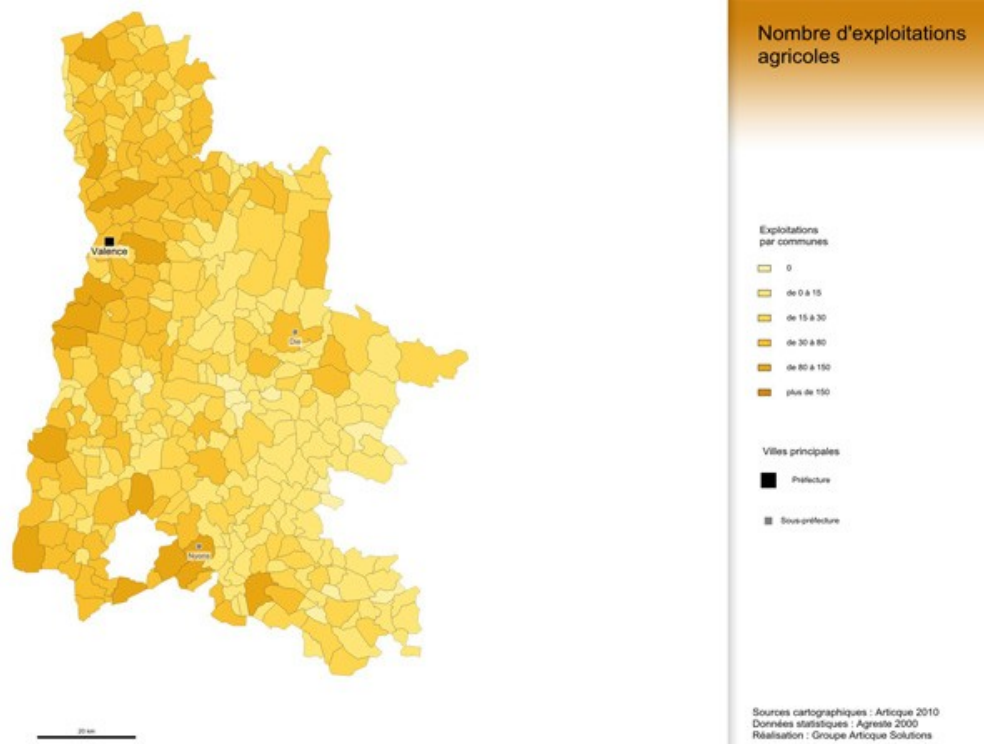 Nombre d'exploitations
agricoles
Valence
Die
Nyons
Exploitations
par communes
0
de 0 à 15
de 15 à 30
de 30 à 80
de 80 à 150
plus de 150
Villes principales
Préfecture
Sous-préfecture
20 km
Sources cartographiques : Articque 2010
Données statistiques : Agreste 2000
Réalisation : Groupe Articque Solutions